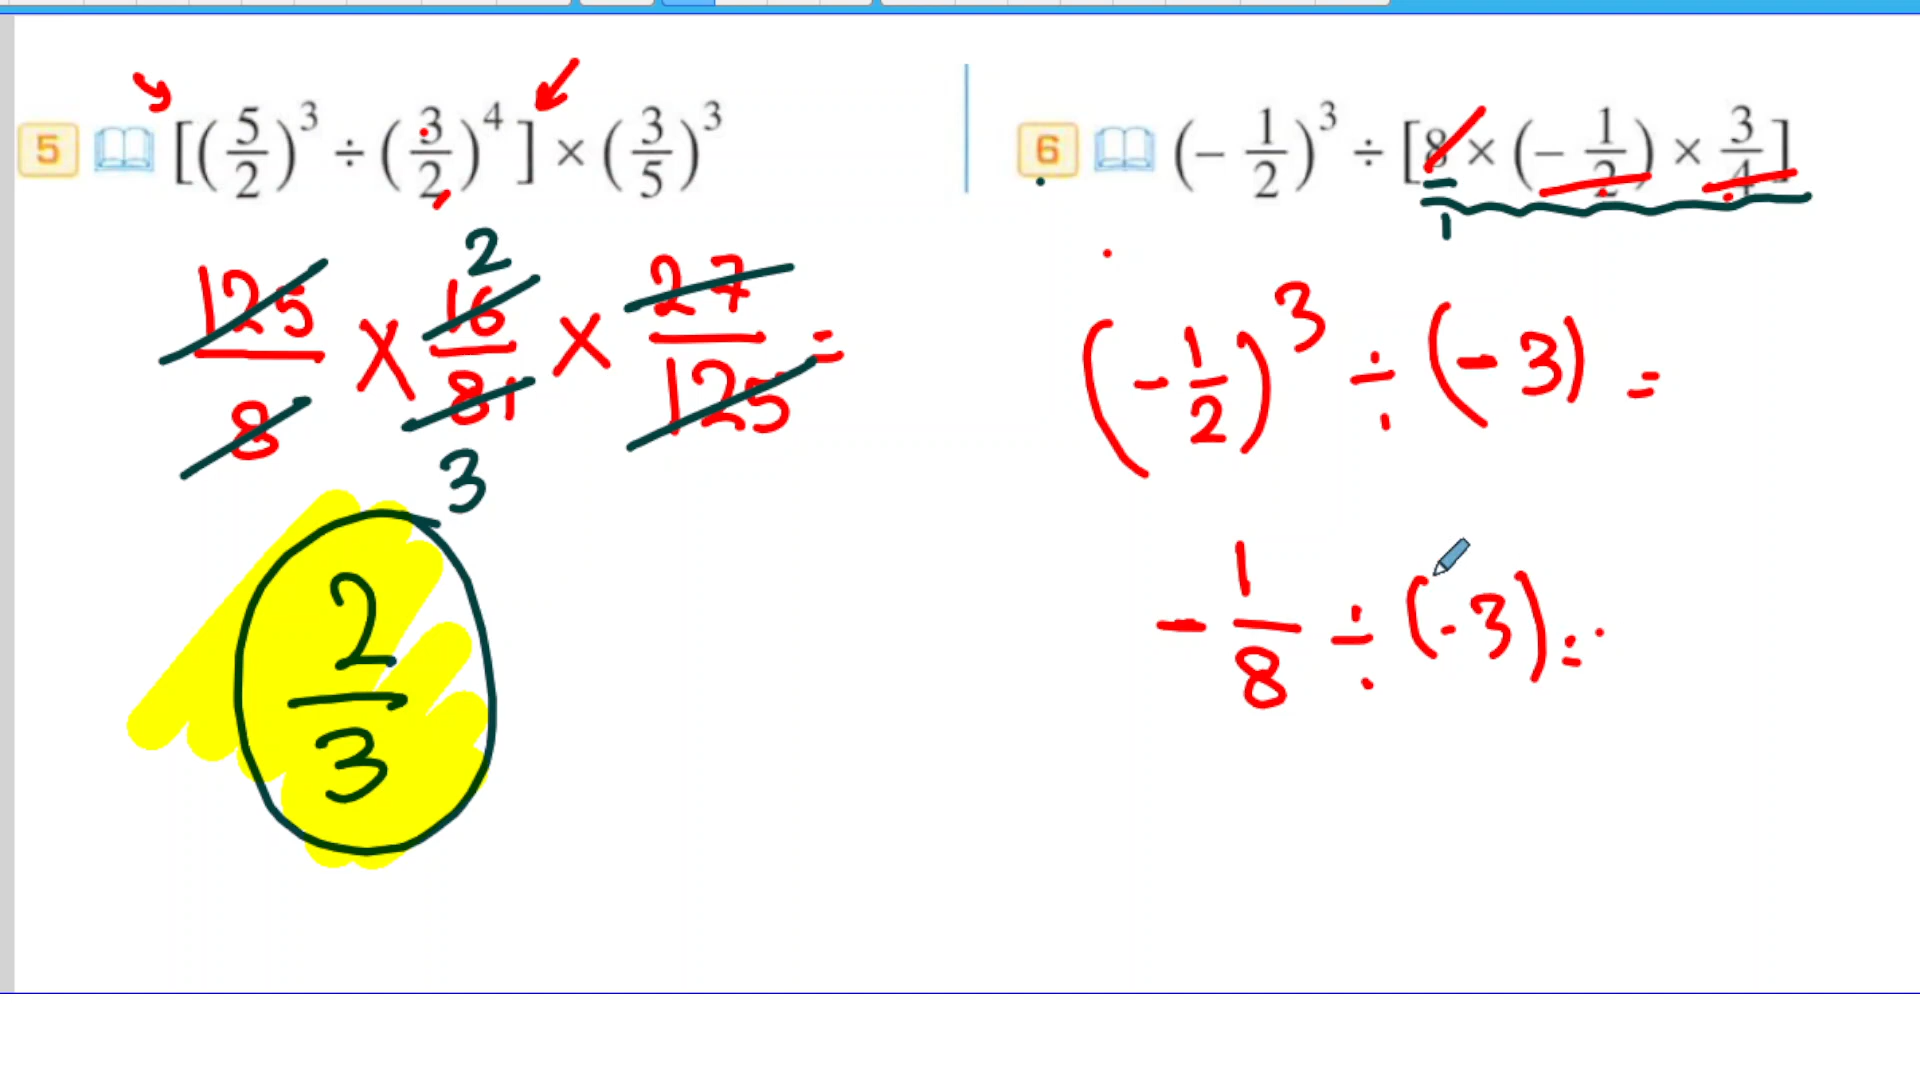 5 [(5/2)^3 ÷ (3/2)^4] × (3/5)^3
125/8 × 16/81 × 27/125 =
2
3
2/3
6 (− 1/2)^3 ÷ [8 × (− 1/2) × 3/4]
1
(− 1/2)^3 ÷ (− 3) =
− 1/8 ÷ (− 3) =